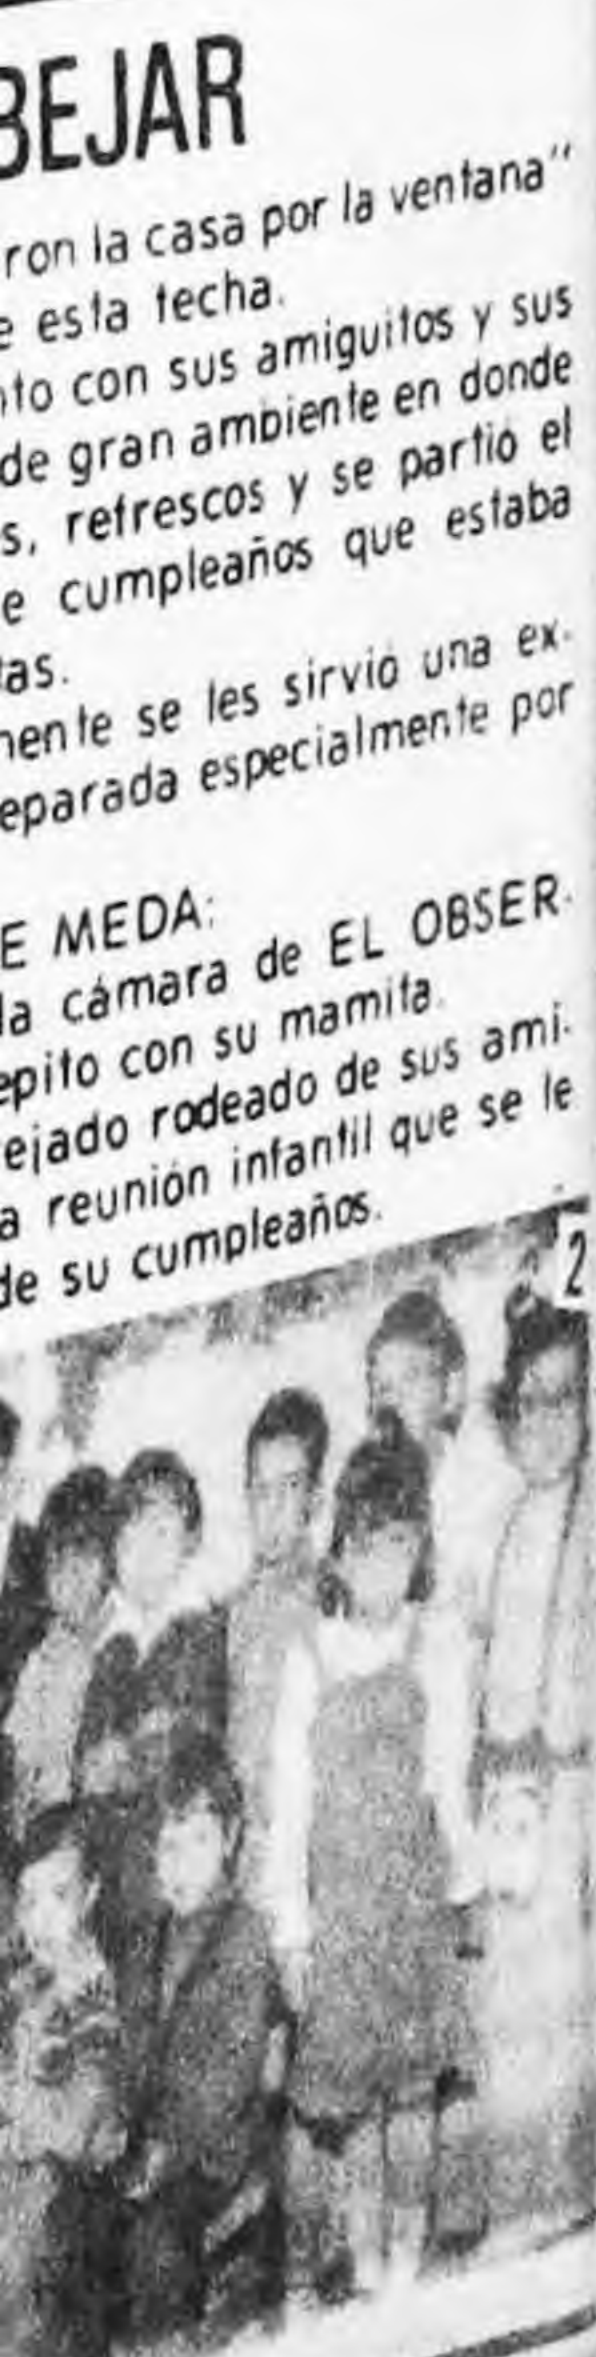 BEJAR
ron la casa por la ventana"
e esta fecha.
nto con sus amiguitos y sus
de gran ambiente en donde
s, refrescos y se partió el
e cumpleaños que estaba
tas.
nente se les sirvió una ex-
eparada especialmente por
E MEDA:
la cámara de EL OBSER-
epito con su mamita.
ejado rodeado de sus ami-
a reunión infantil que se le
de su cumpleaños.
2